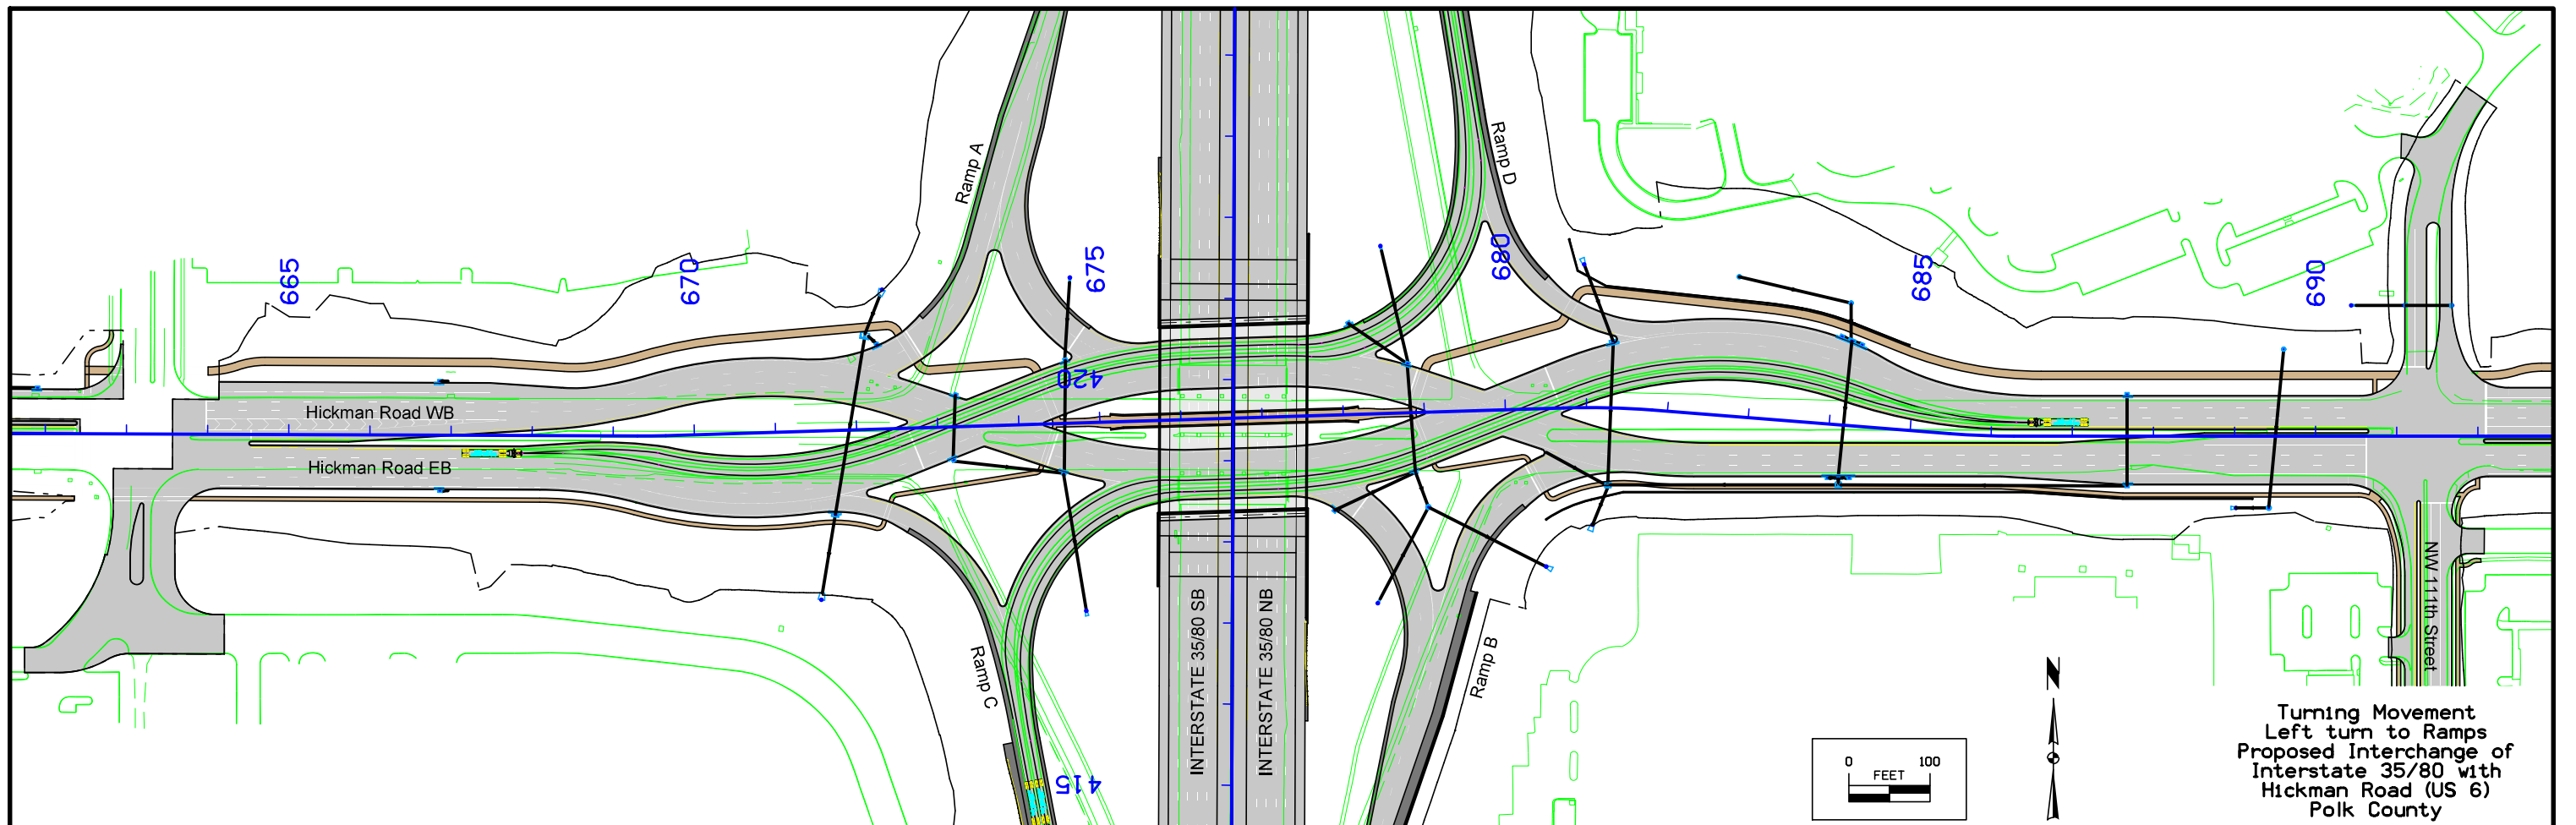 Ramp A
Ramp D
665
670
675
680
685
690
420
Hickman Road WB
Hickman Road EB
INTERSTATE 35/80 SB
INTERSTATE 35/80 NB
NW 111th Street
Ramp C
Ramp B
415
0 100
FEET
N
Turning Movement
Left turn to Ramps
Proposed Interchange of
Interstate 35/80 with
Hickman Road (US 6)
Polk County